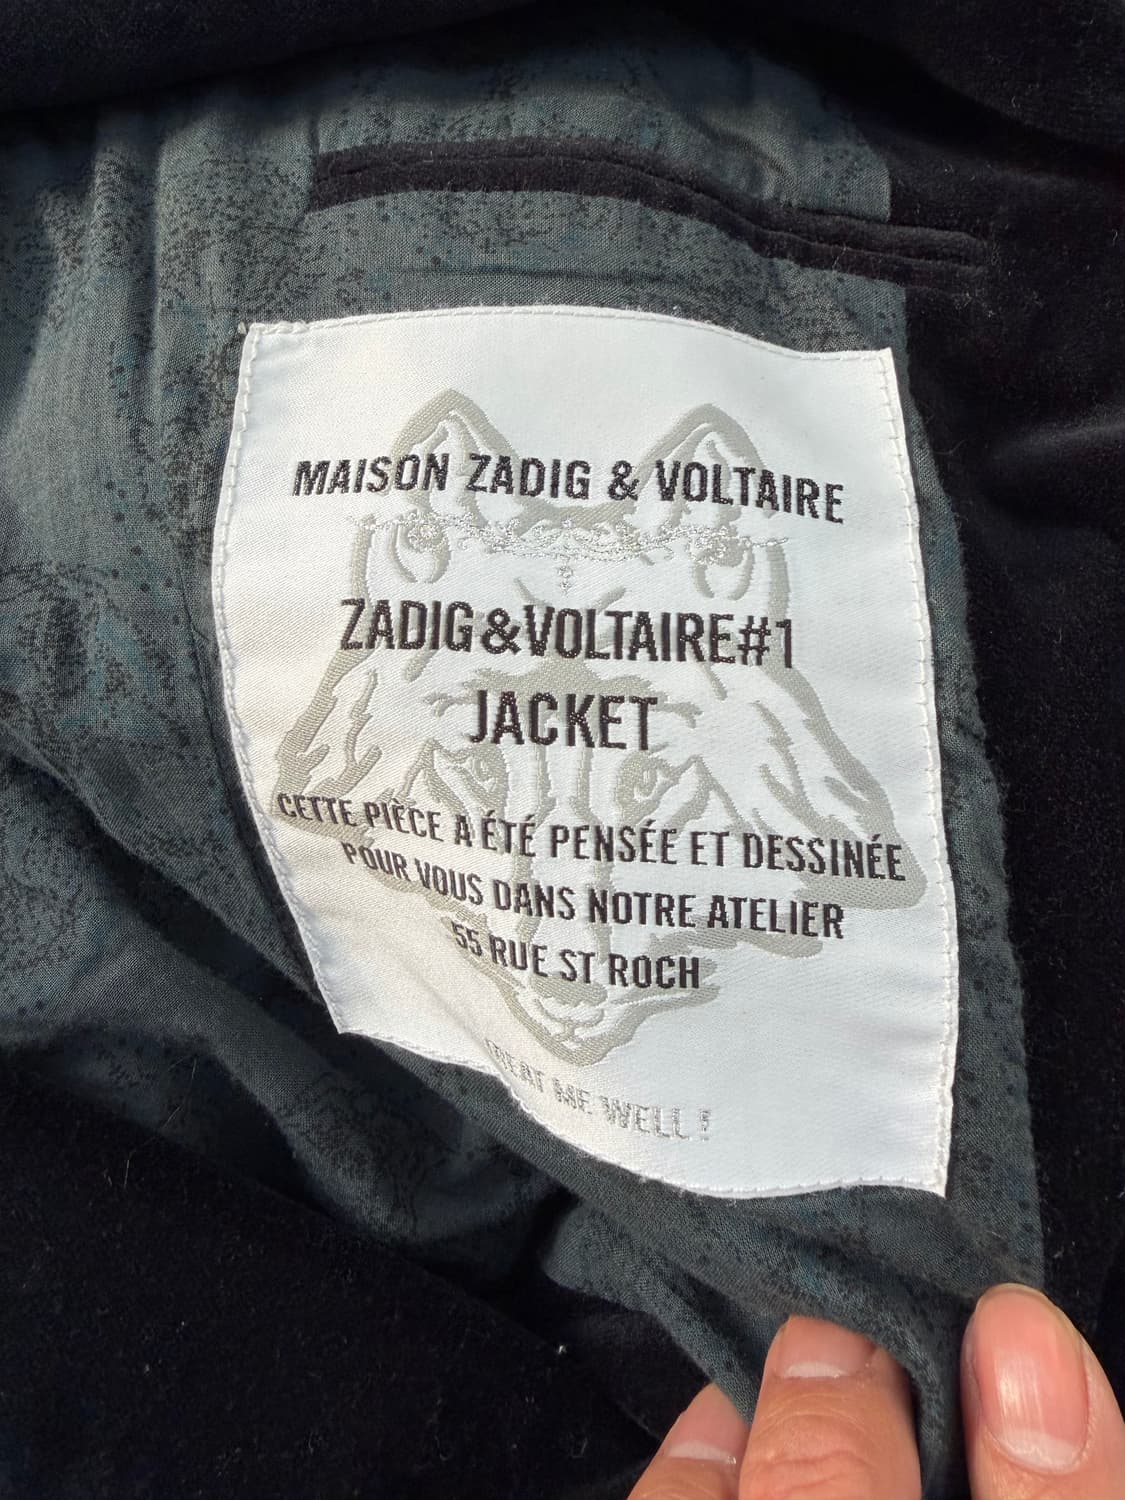 MAISON ZADIG & VOLTAIRE
ZADIG&VOLTAIRE#1
JACKET
CETTE PIÈCE A ÉTÉ PENSÉE ET DESSINÉE
POUR VOUS DANS NOTRE ATELIER
55 RUE ST ROCH
TREAT ME WELL !